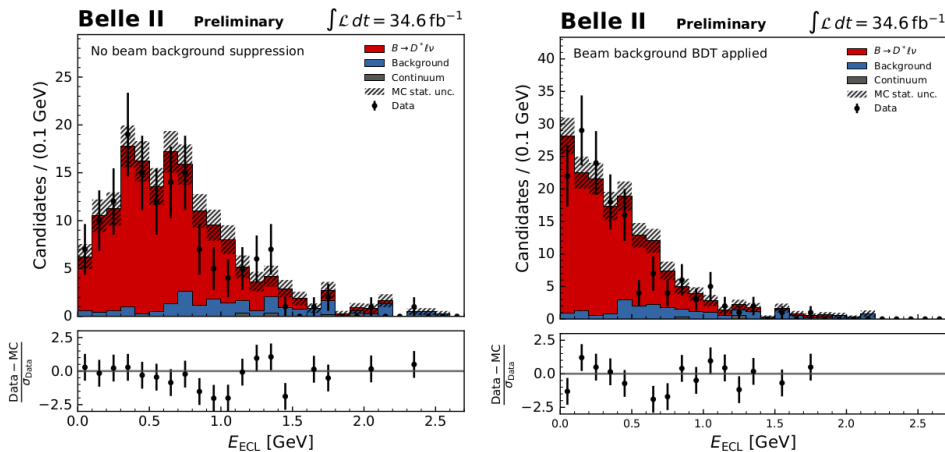 Belle II Preliminary ∫ℒ dt = 34.6 fb⁻¹
No beam background suppression
B → D*ℓν
Background
Continuum
MC stat. unc.
Data
Candidates / (0.1 GeV)
25
20
15
10
5
0
Data − MC
σData
2.5
0.0
−2.5
0.0 0.5 1.0 1.5 2.0 2.5
EECL [GeV]
Belle II Preliminary ∫ℒ dt = 34.6 fb⁻¹
Beam background BDT applied
B → D*ℓν
Background
Continuum
MC stat. unc.
Data
Candidates / (0.1 GeV)
40
35
30
25
20
15
10
5
0
Data − MC
σData
2.5
0.0
−2.5
0.0 0.5 1.0 1.5 2.0 2.5
EECL [GeV]